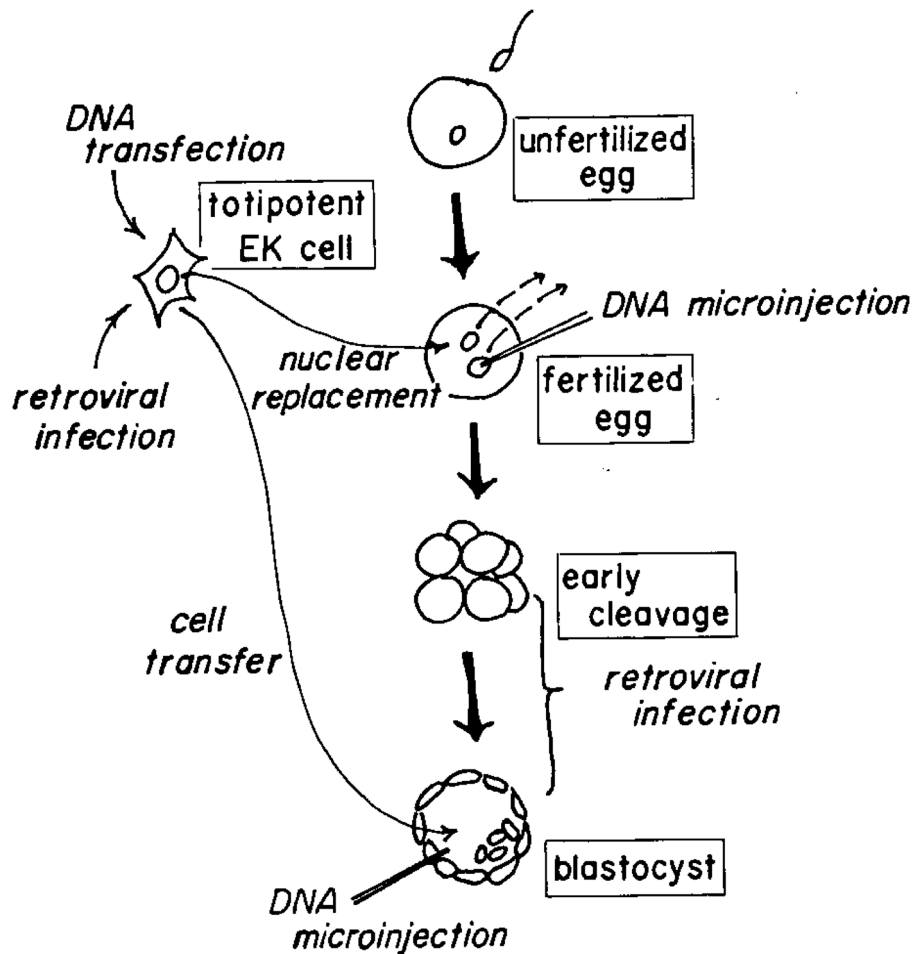 unfertilized
egg
DNA
transfection
totipotent
EK cell
DNA microinjection
nuclear
replacement
fertilized
egg
retroviral
infection
early
cleavage
cell
transfer
retroviral
infection
blastocyst
DNA
microinjection